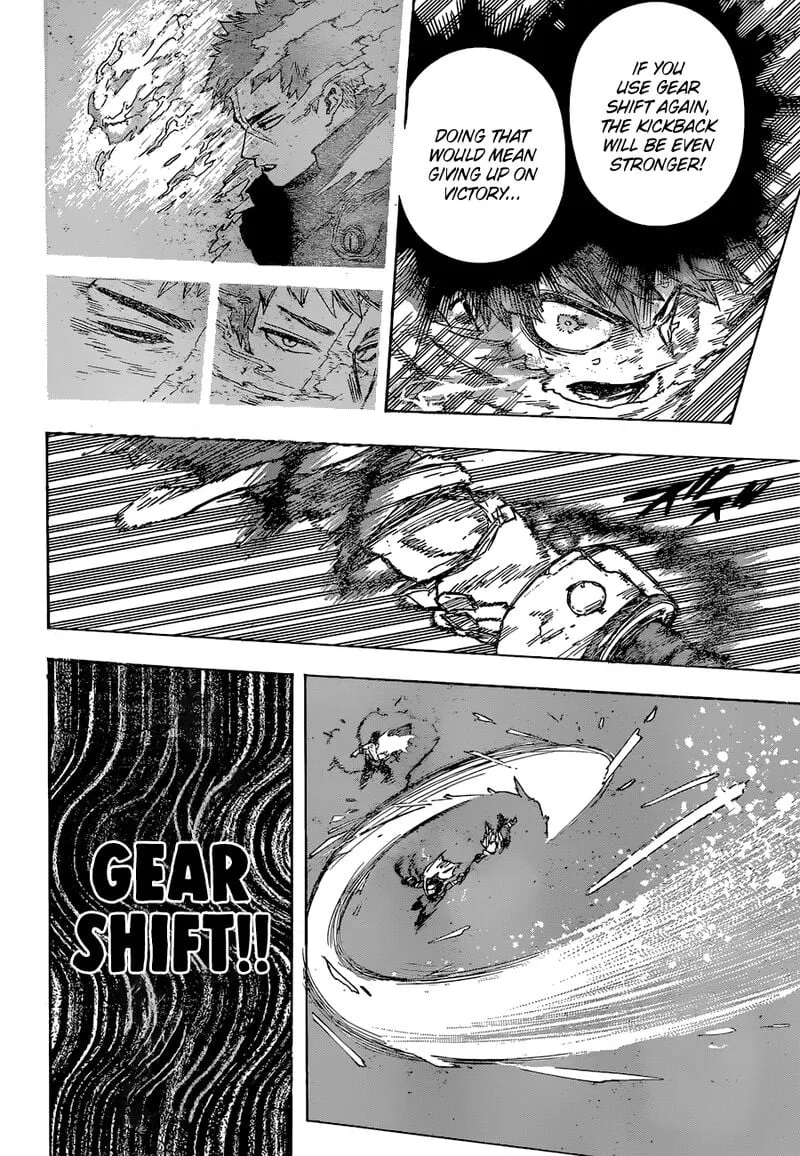 IF YOU
USE GEAR
SHIFT AGAIN,
THE KICKBACK
WILL BE EVEN
STRONGER!
DOING THAT
WOULD MEAN
GIVING UP ON
VICTORY...
GEAR
SHIFT!!